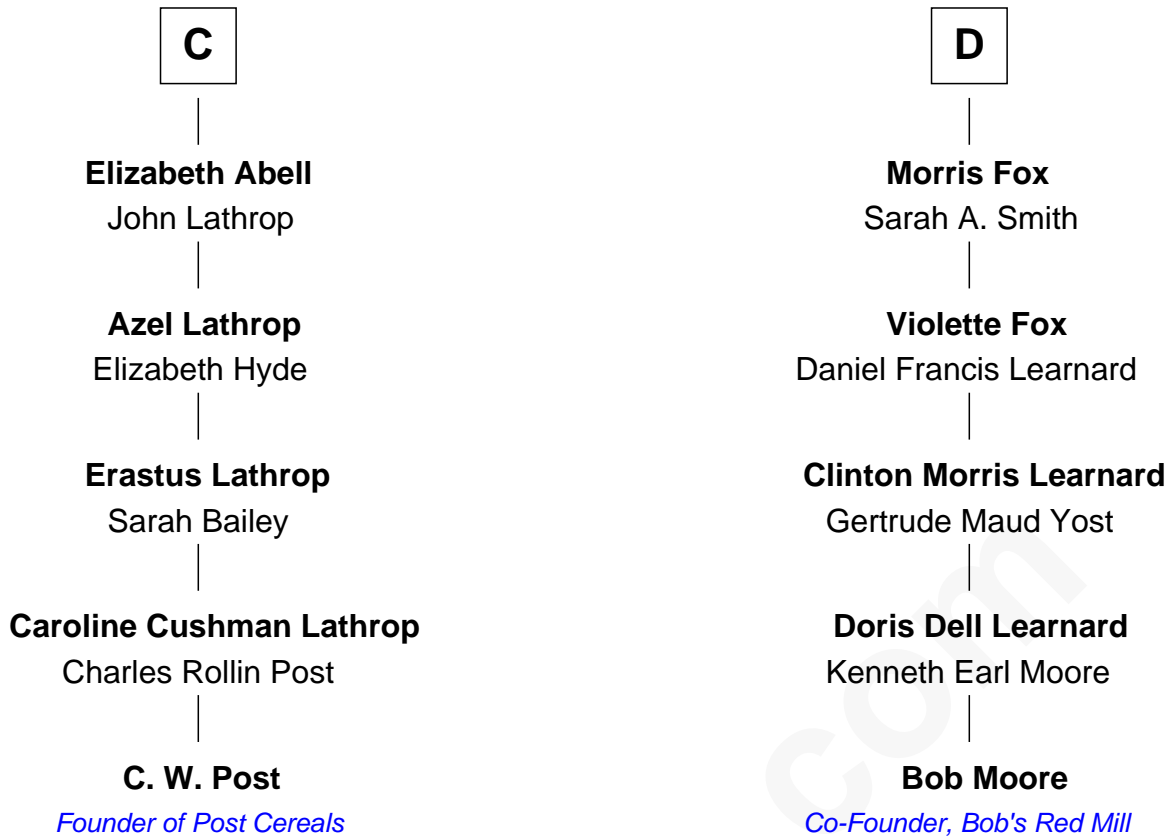 C
Elizabeth Abell
John Lathrop
Azel Lathrop
Elizabeth Hyde
Erastus Lathrop
Sarah Bailey
Caroline Cushman Lathrop
Charles Rollin Post
C. W. Post
Founder of Post Cereals
D
Morris Fox
Sarah A. Smith
Violette Fox
Daniel Francis Learnard
Clinton Morris Learnard
Gertrude Maud Yost
Doris Dell Learnard
Kenneth Earl Moore
Bob Moore
Co-Founder, Bob's Red Mill
com